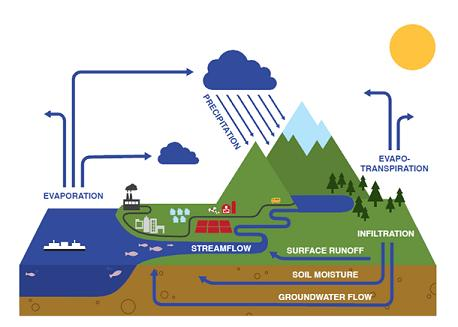 PRECIPITATION
EVAPO-
TRANSPIRATION
EVAPORATION
INFILTRATION
STREAMFLOW
SURFACE RUNOFF
SOIL MOISTURE
GROUNDWATER FLOW